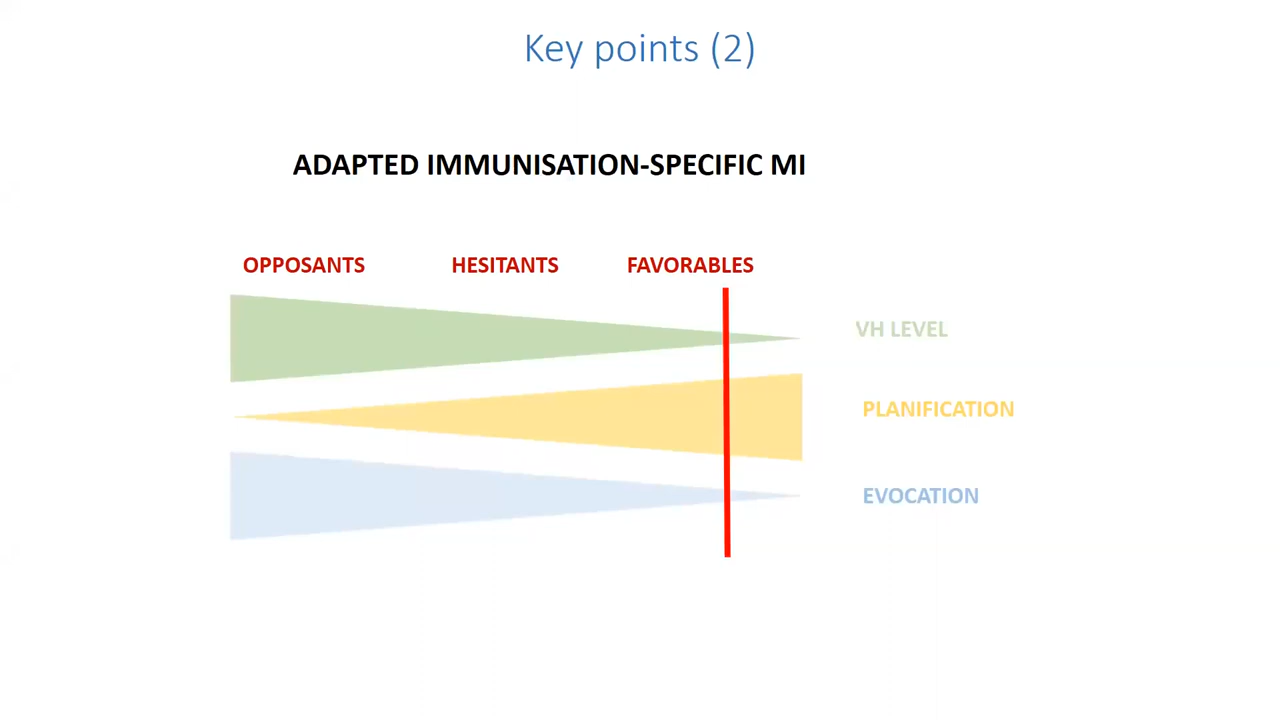 Key points (2)
ADAPTED IMMUNISATION-SPECIFIC MI
OPPOSANTS HESITANTS FAVORABLES
VH LEVEL
PLANIFICATION
EVOCATION